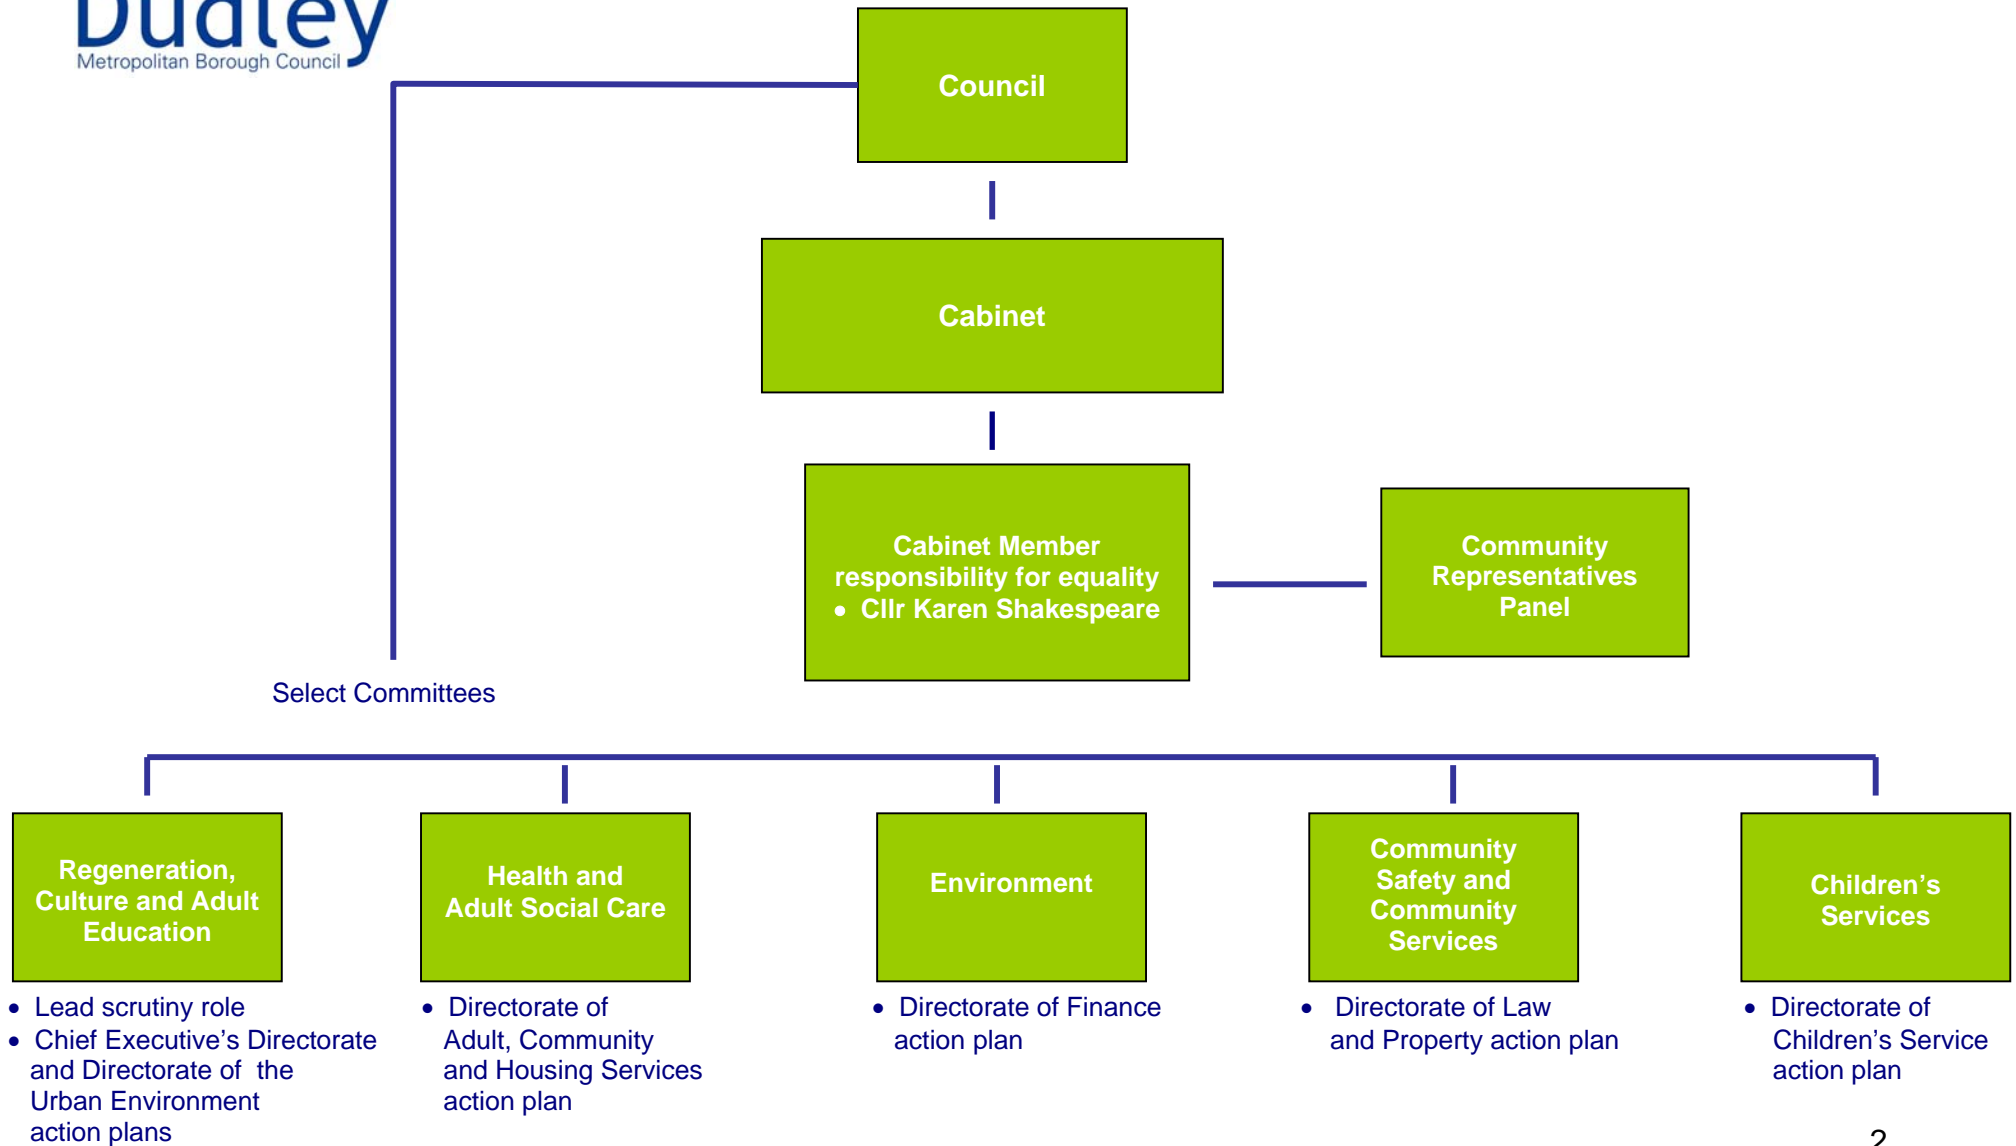 Dudley
Metropolitan Borough Council
Council
Cabinet
Cabinet Member
responsibility for equality
• Cllr Karen Shakespeare
Community
Representatives
Panel
Select Committees
Regeneration,
Culture and Adult
Education
Health and
Adult Social Care
Environment
Community
Safety and
Community
Services
Children’s
Services
• Lead scrutiny role
• Chief Executive’s Directorate
and Directorate of  the
Urban Environment
action plans
• Directorate of
Adult, Community
and Housing Services
action plan
• Directorate of Finance
action plan
• Directorate of Law
and Property action plan
• Directorate of
Children’s Service
action plan
2